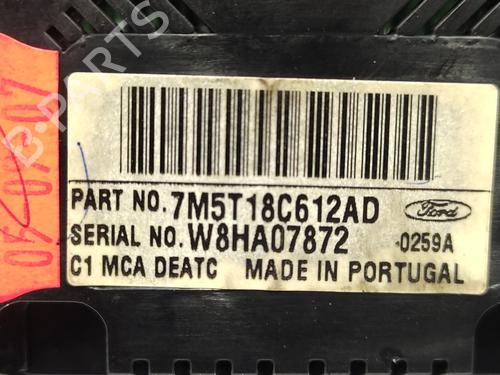 B-PARTS
PART NO. 7M5T18C612AD
Ford
SERIAL NO. W8HA07872
-0259A
C1 MCA DEATC MADE IN PORTUGAL